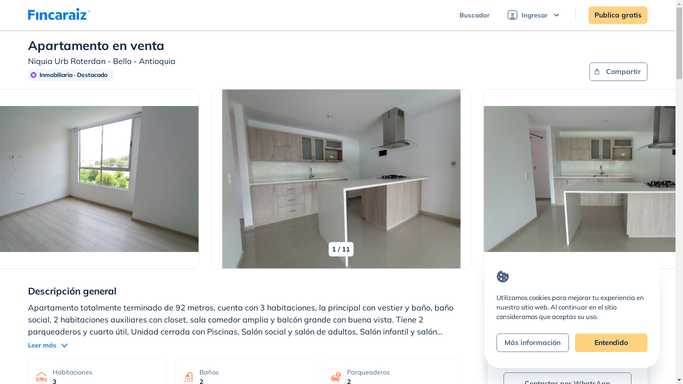 Fincaraiz
Buscador
Ingresar
Publica gratis
Apartamento en venta
Niquia Urb Roterdan - Bello - Antioquia
Inmobiliaria · Destacado
Compartir
1 / 11
Descripción general
Apartamento totalmente terminado de 92 metros, cuenta con 3 habitaciones, la principal con vestier y baño, baño
social, 2 habitaciones auxiliares con closet, sala comedor amplia y balcón grande con buena vista. Tiene 2
parqueaderos y cuarto útil, Unidad cerrada con Piscinas, Salón social y salón de adultos, Salón infantil y salón...
Leer más
Habitaciones
3
Baños
2
Parqueaderos
2
Utilizamos cookies para mejorar tu experiencia en
nuestro sitio web. Al continuar en el sitio
consideramos que aceptas su uso.
Más información
Entendido
Contactar por WhatsApp